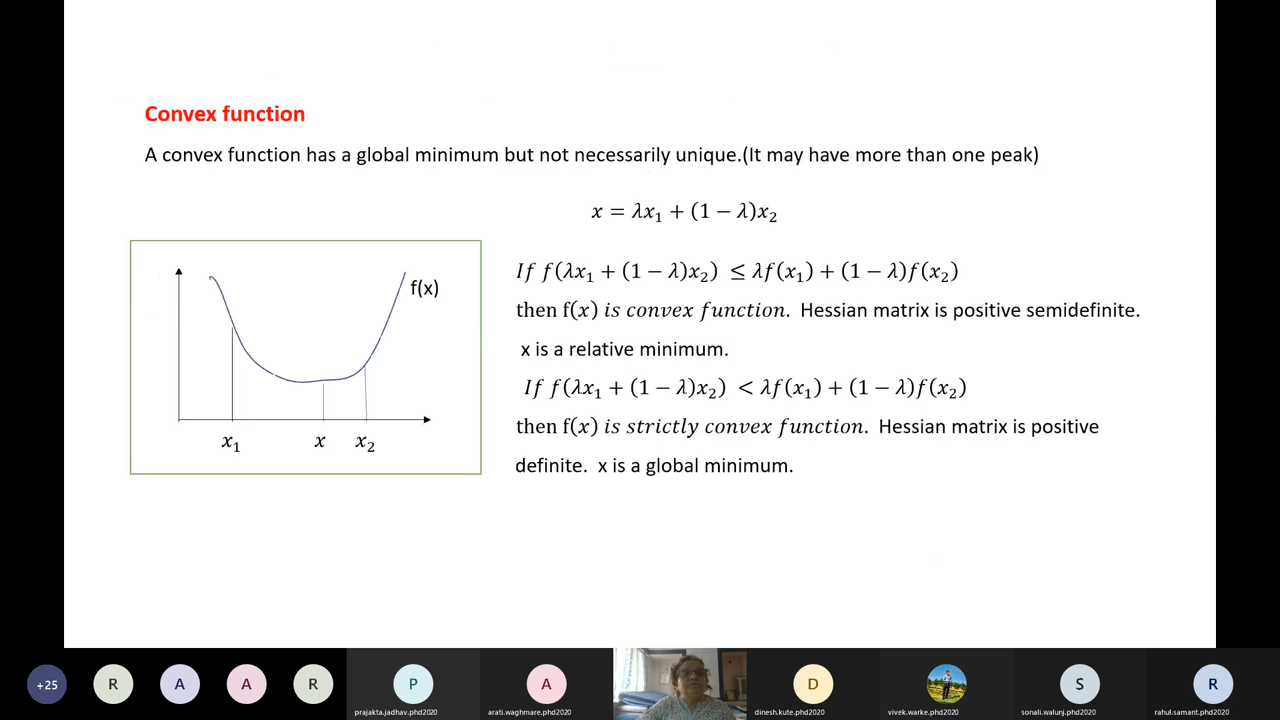 Convex function
A convex function has a global minimum but not necessarily unique.(It may have more than one peak)
x = λx₁ + (1 − λ)x₂
f(x)
x₁ x x₂
If f(λx₁ + (1 − λ)x₂) ≤ λf(x₁) + (1 − λ)f(x₂)
then f(x) is convex function. Hessian matrix is positive semidefinite.
x is a relative minimum.
If f(λx₁ + (1 − λ)x₂) < λf(x₁) + (1 − λ)f(x₂)
then f(x) is strictly convex function. Hessian matrix is positive
definite. x is a global minimum.
+25 R A A R P A D S R
prajakta.jadhav.phd2020 arati.waghmare.phd2020 dinesh.kute.phd2020 vivek.warke.phd2020 sonali.walunj.phd2020 rahul.samant.phd2020